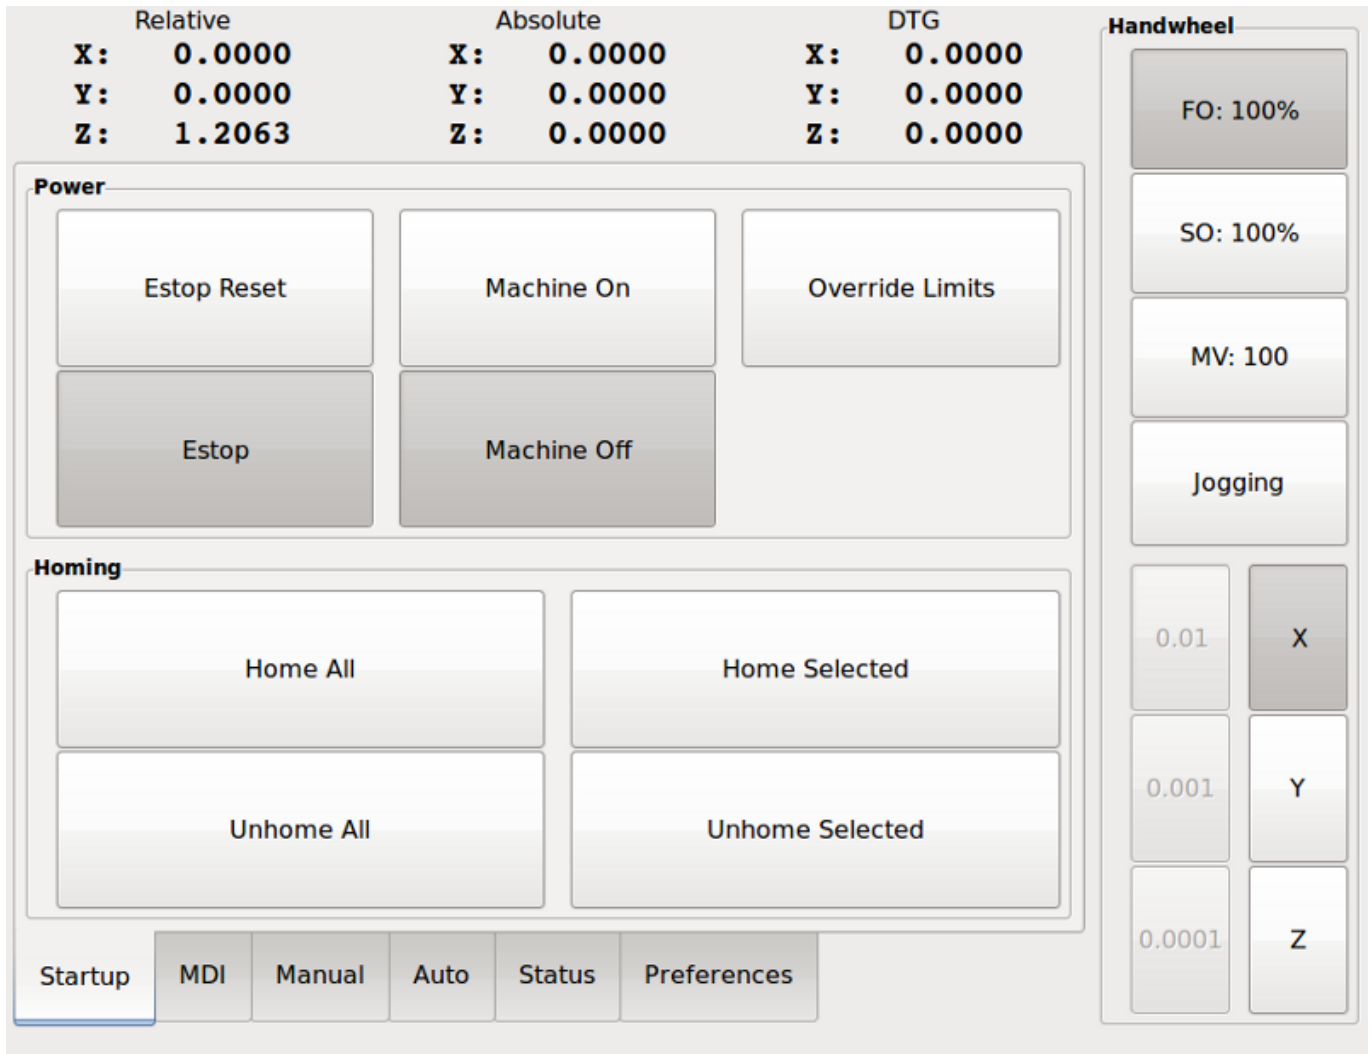 Relative Absolute DTG
X: 0.0000 X: 0.0000 X: 0.0000
Y: 0.0000 Y: 0.0000 Y: 0.0000
Z: 1.2063 Z: 0.0000 Z: 0.0000
Power
Estop Reset Machine On Override Limits
Estop Machine Off
Homing
Home All Home Selected
Unhome All Unhome Selected
Startup MDI Manual Auto Status Preferences
Handwheel
FO: 100%
SO: 100%
MV: 100
Jogging
0.01 X
0.001 Y
0.0001 Z